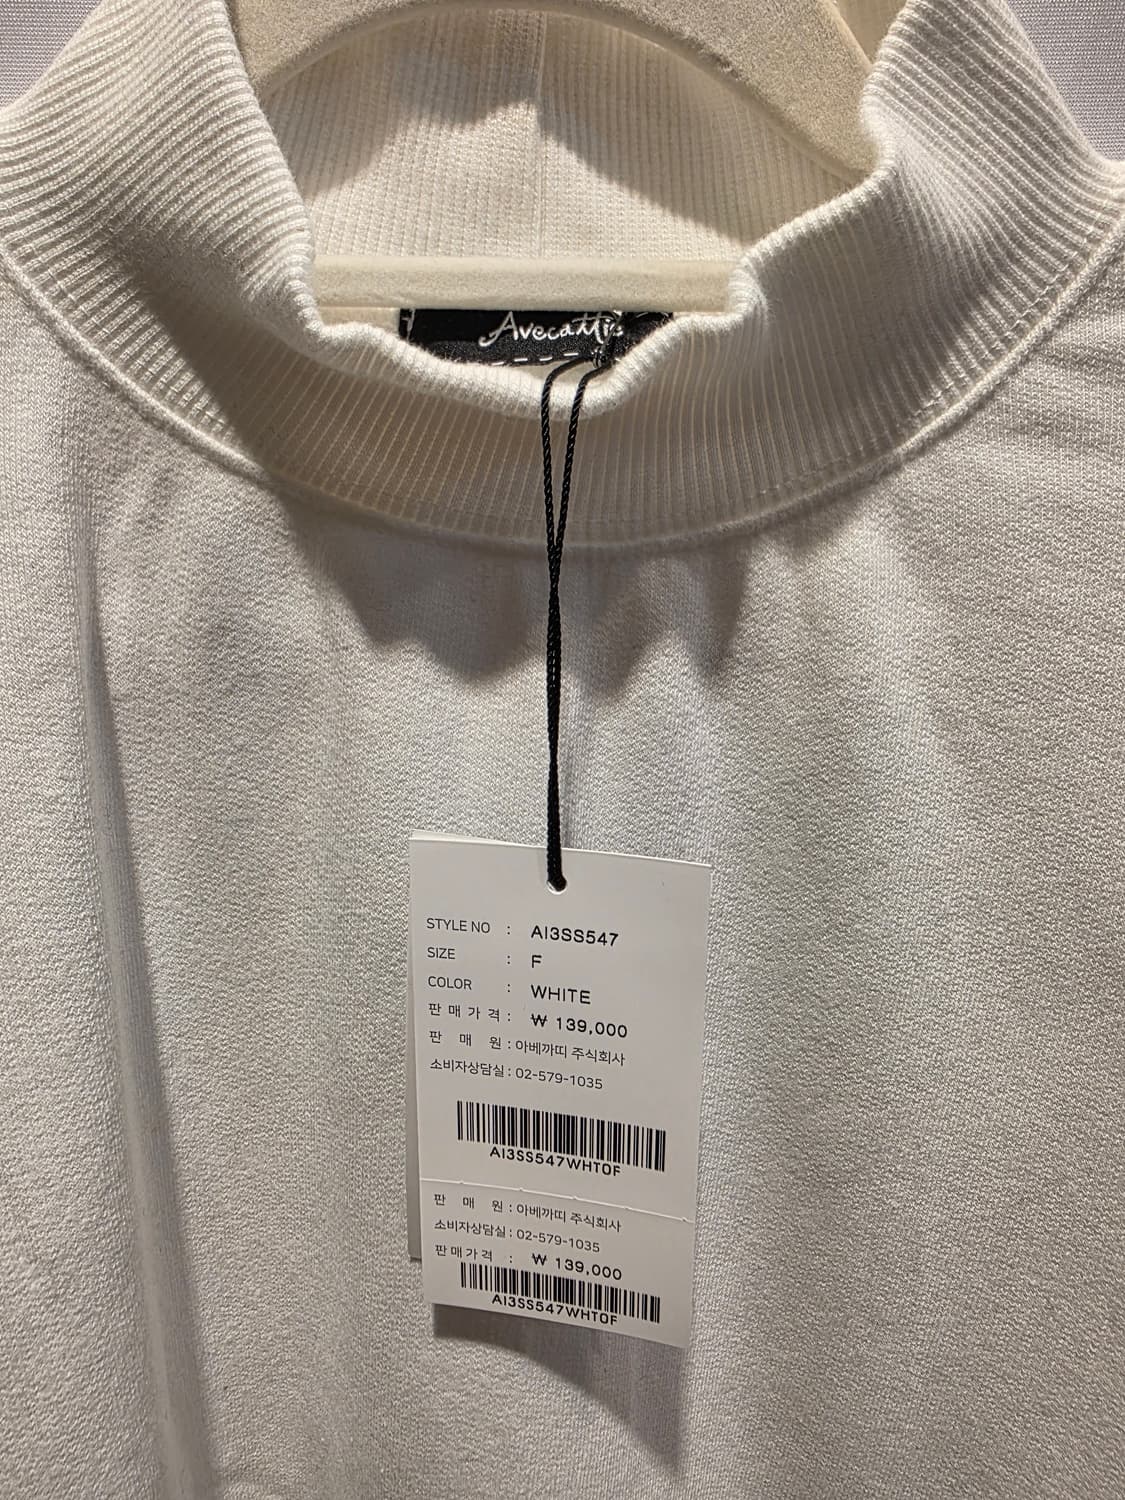 Avecatti
STYLE NO : AI3SS547
SIZE : F
COLOR : WHITE
판매가격 : ₩ 139,000
판매원 : 아베까띠 주식회사
소비자상담실 : 02-579-1035
AI3SS547WHTOF
판매원 : 아베까띠 주식회사
소비자상담실 : 02-579-1035
판매가격 : ₩ 139,000
AI3SS547WHTOF